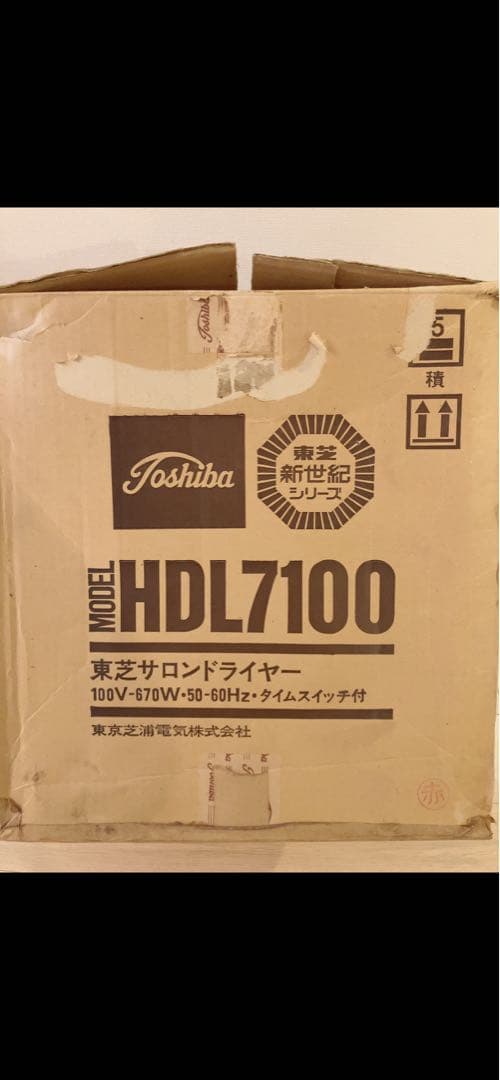 Toshiba
5
積
Toshiba
東芝
新世紀
シリーズ
MODEL
HDL7100
東芝サロンドライヤー
100V-670W・50-60Hz・タイムスイッチ付
東京芝浦電気株式会社
赤